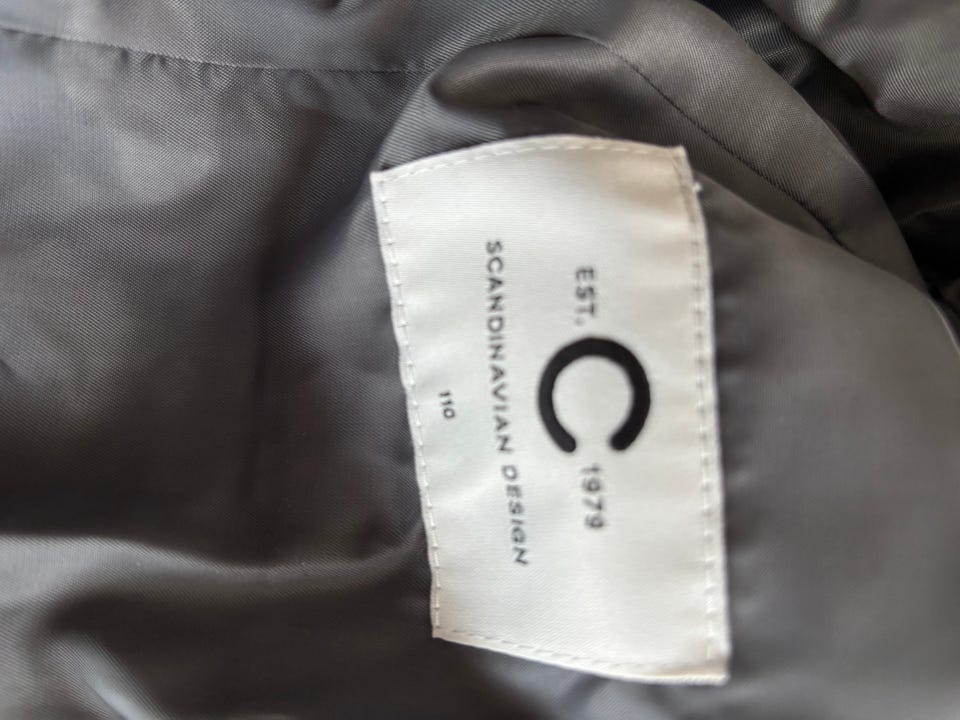 EST. C 1979
SCANDINAVIAN DESIGN
110